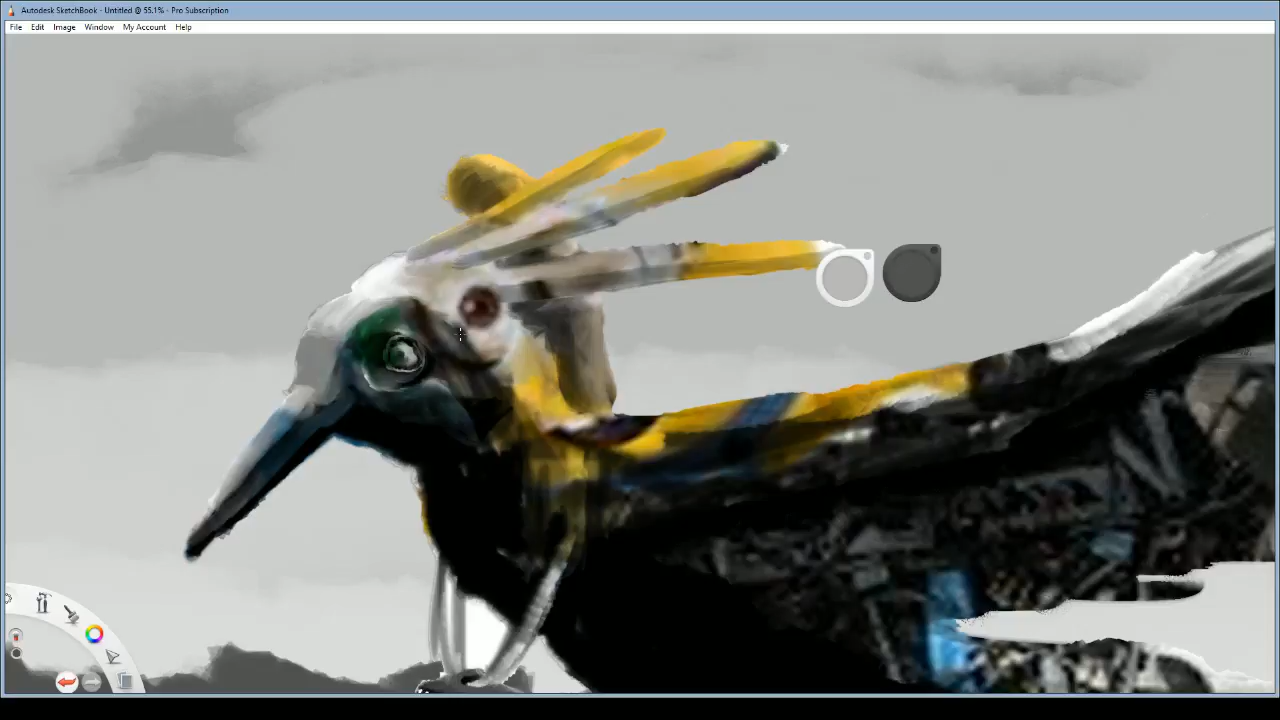 Autodesk SketchBook - Untitled @ 55.1% - Pro Subscription
File Edit Image Window My Account Help